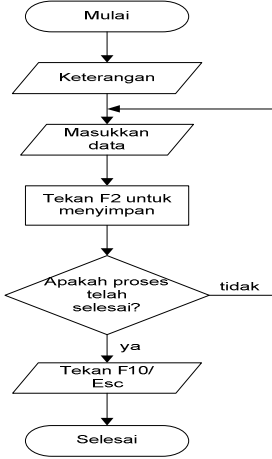 Mulai
Keterangan
Masukkan
data
Tekan F2 untuk
menyimpan
Apakah proses
telah
selesai?
tidak
ya
Tekan F10/
Esc
Selesai